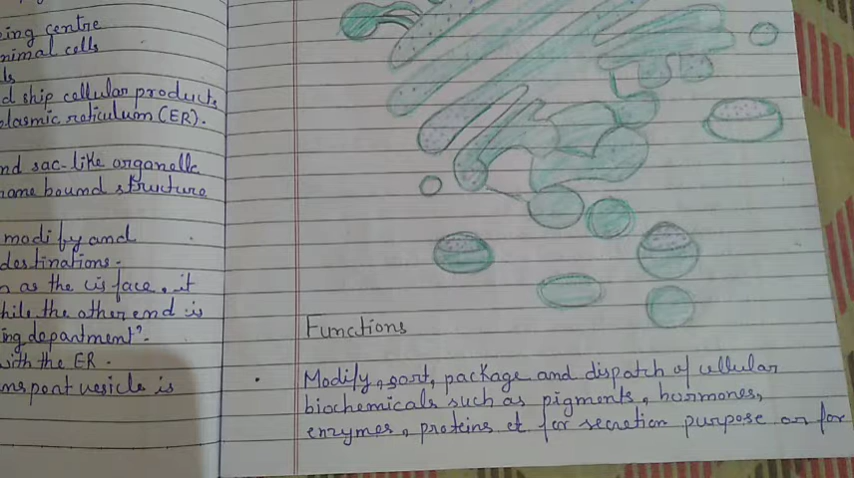 ing centre
nimal cells
ls
d ship cellular products
plasmic reticulum (ER).
nd sac-like organelle
rane bound structure
modify and
destinations.
n as the cis face, it
hile the other end is
ing department".
with the ER.
ansport vesicle is
Functions
• Modify, sort, package and dispatch of cellular
biochemicals such as pigments, hormones,
enzymes, proteins et for secretion purpose or for